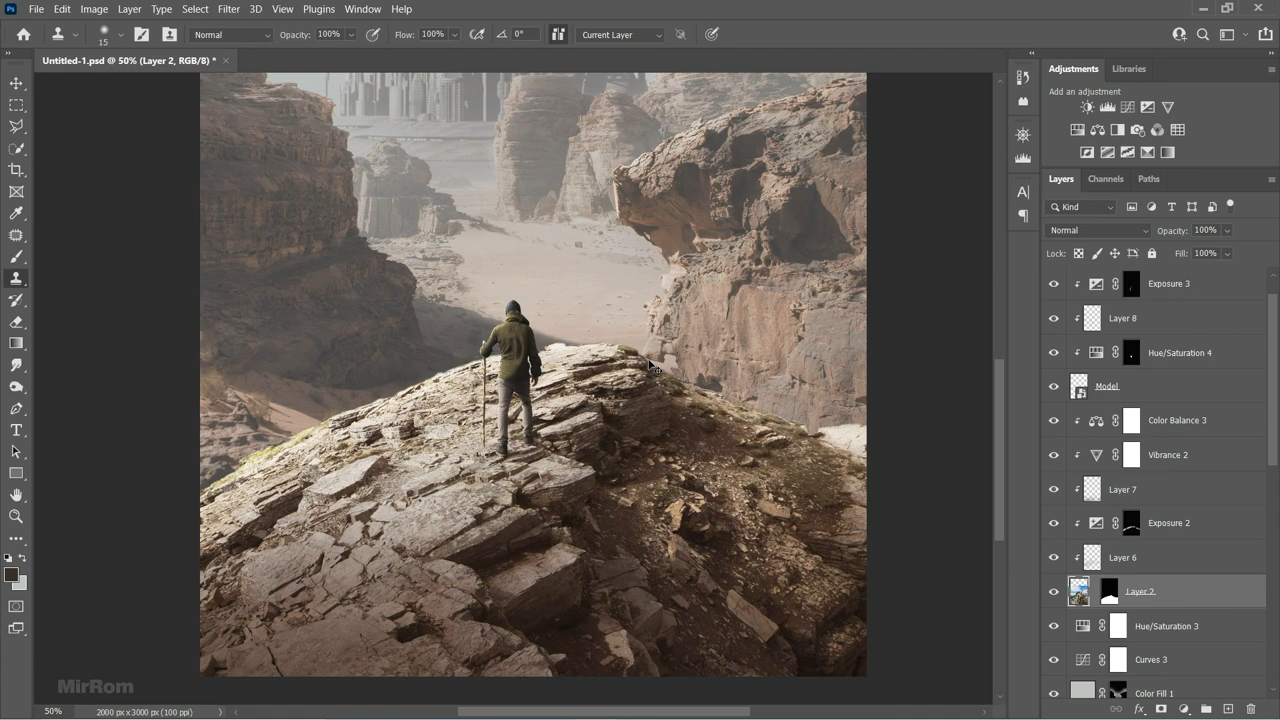 Ps File Edit Image Layer Type Select Filter 3D View Plugins Window Help
15 Normal Opacity: 100% Flow: 100% 0° Current Layer
Untitled-1.psd @ 50% (Layer 2, RGB/8) *
Adjustments Libraries
Add an adjustment
Layers Channels Paths
Kind
Normal Opacity: 100%
Lock: Fill: 100%
Exposure 3
Layer 8
Hue/Saturation 4
Model
Color Balance 3
Vibrance 2
Layer 7
Exposure 2
Layer 6
Layer 2
Hue/Saturation 3
Curves 3
Color Fill 1
MirRom
50% 2000 px x 3000 px (100 ppi)